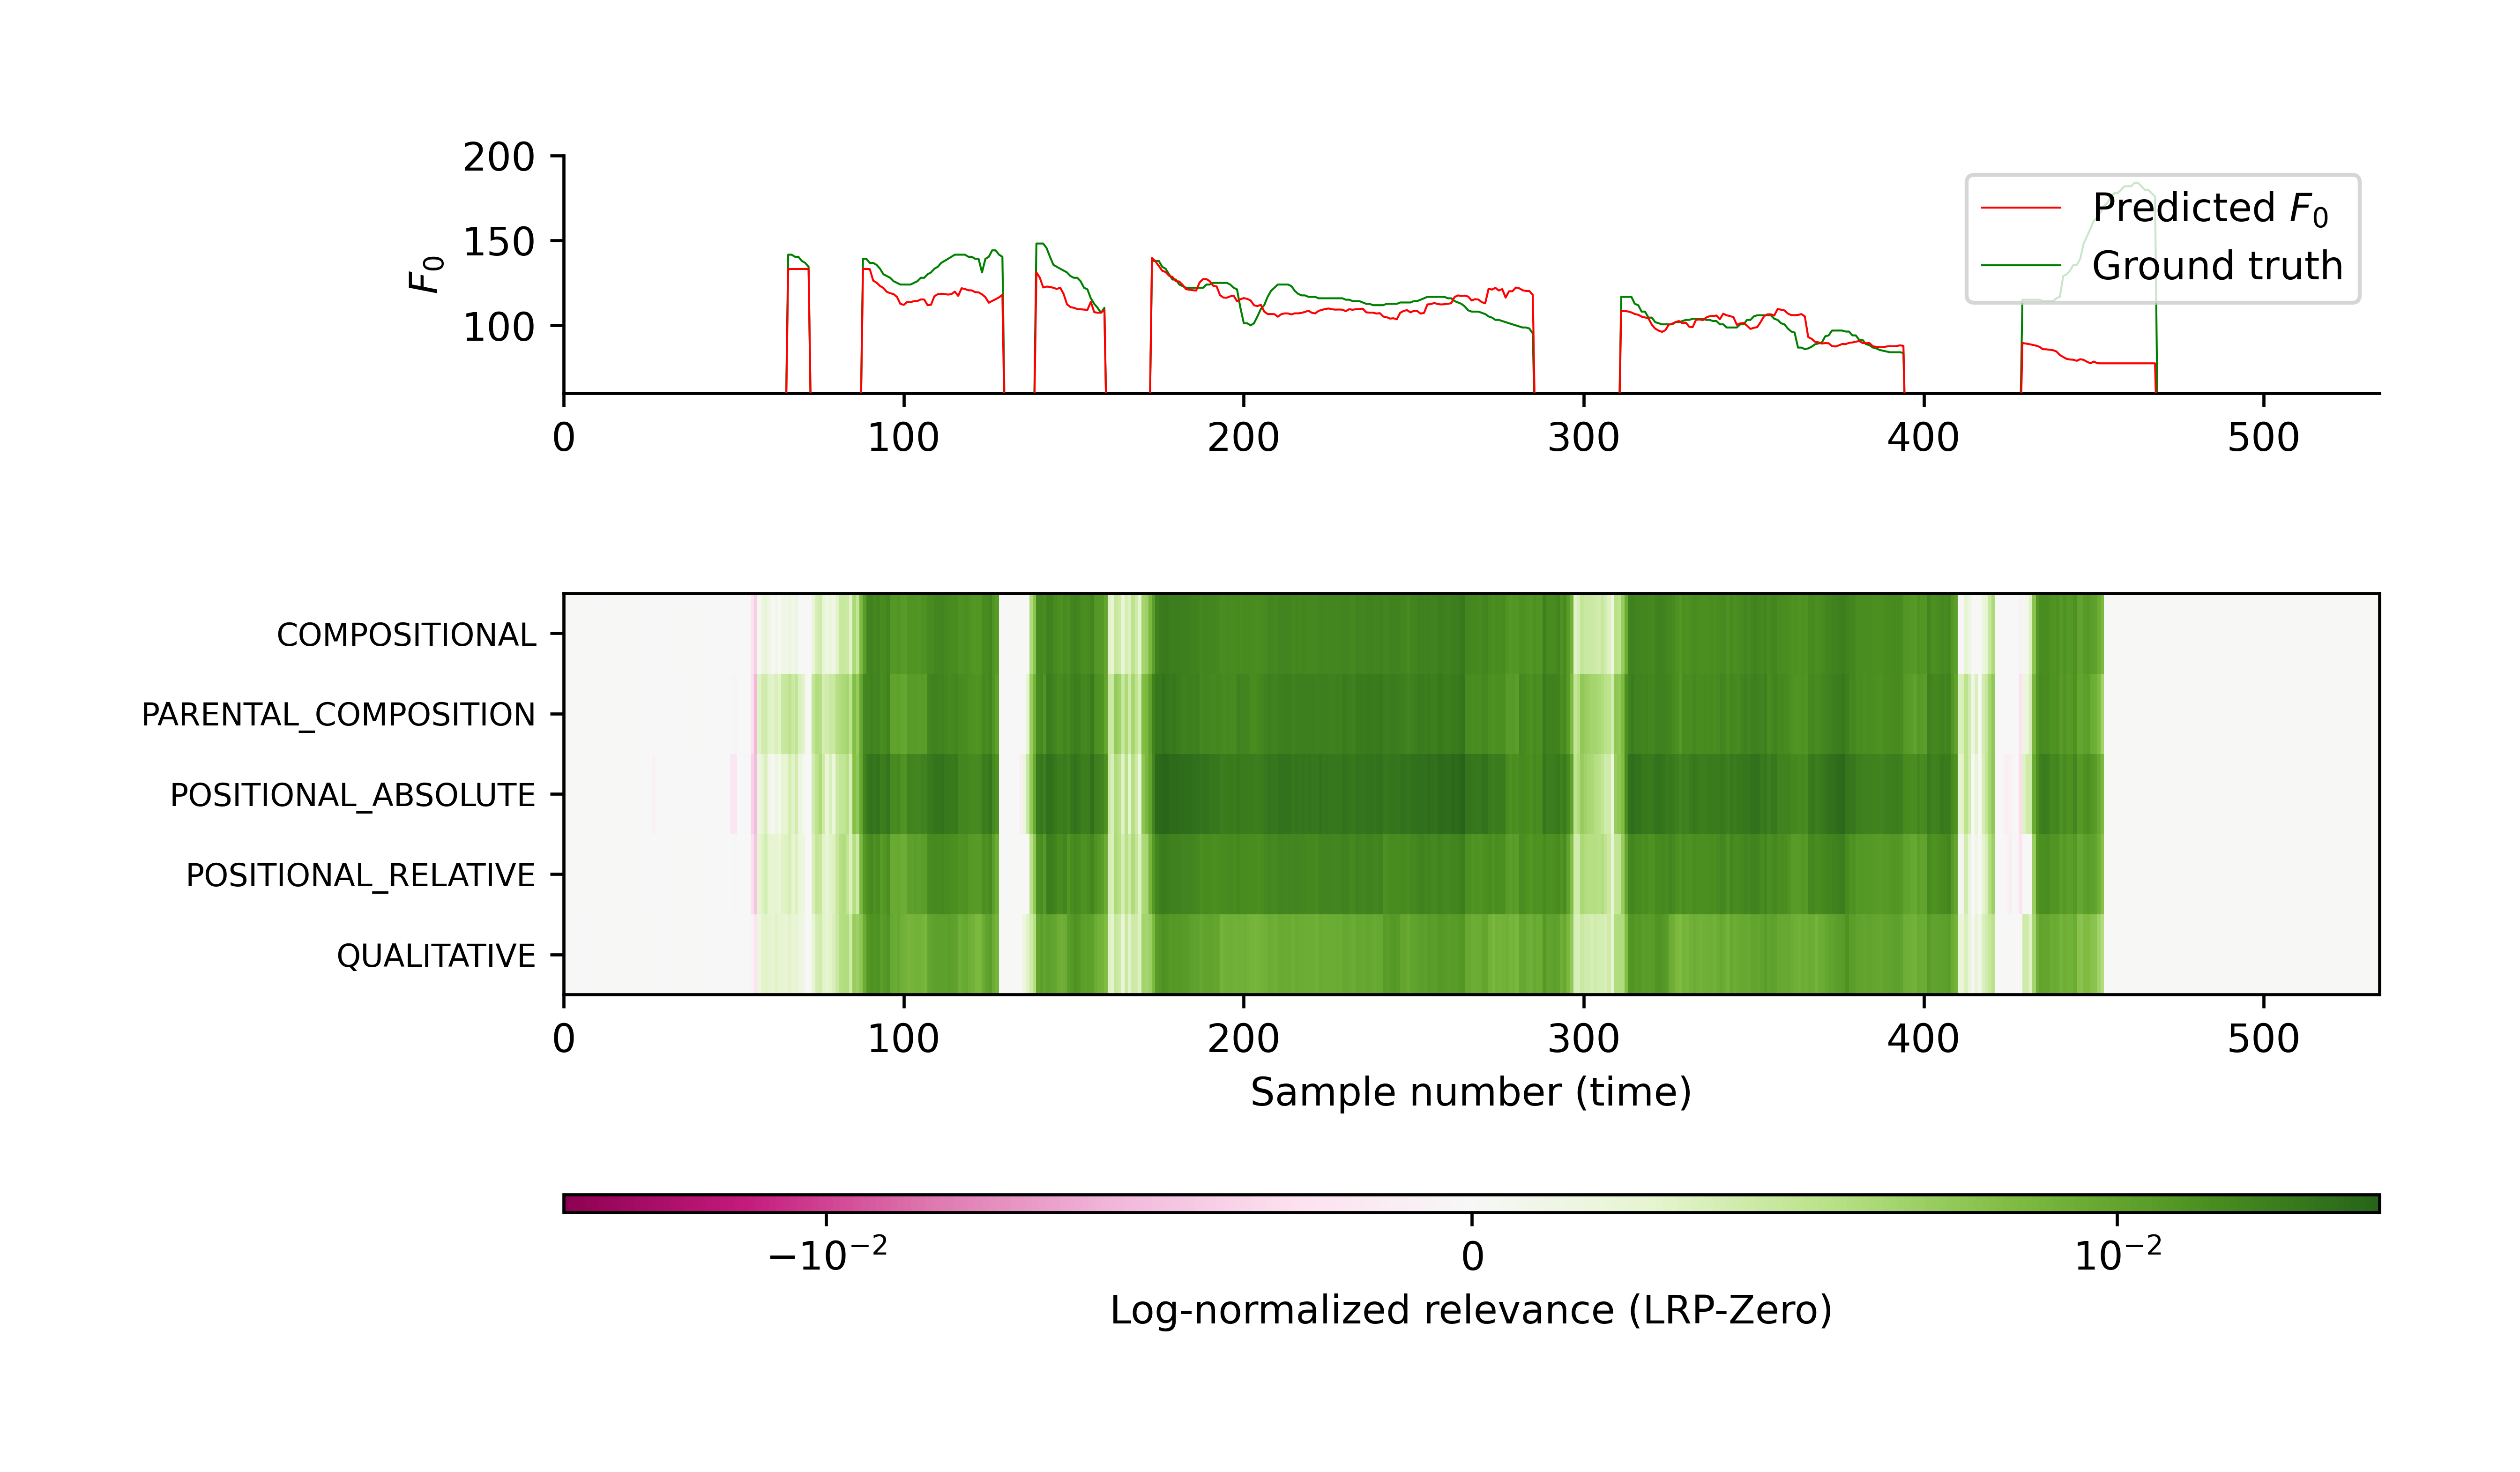 200
150
100
F₀
Predicted F₀
Ground truth
0 100 200 300 400 500
COMPOSITIONAL
PARENTAL_COMPOSITION
POSITIONAL_ABSOLUTE
POSITIONAL_RELATIVE
QUALITATIVE
0 100 200 300 400 500
Sample number (time)
−10⁻² 0 10⁻²
Log-normalized relevance (LRP-Zero)